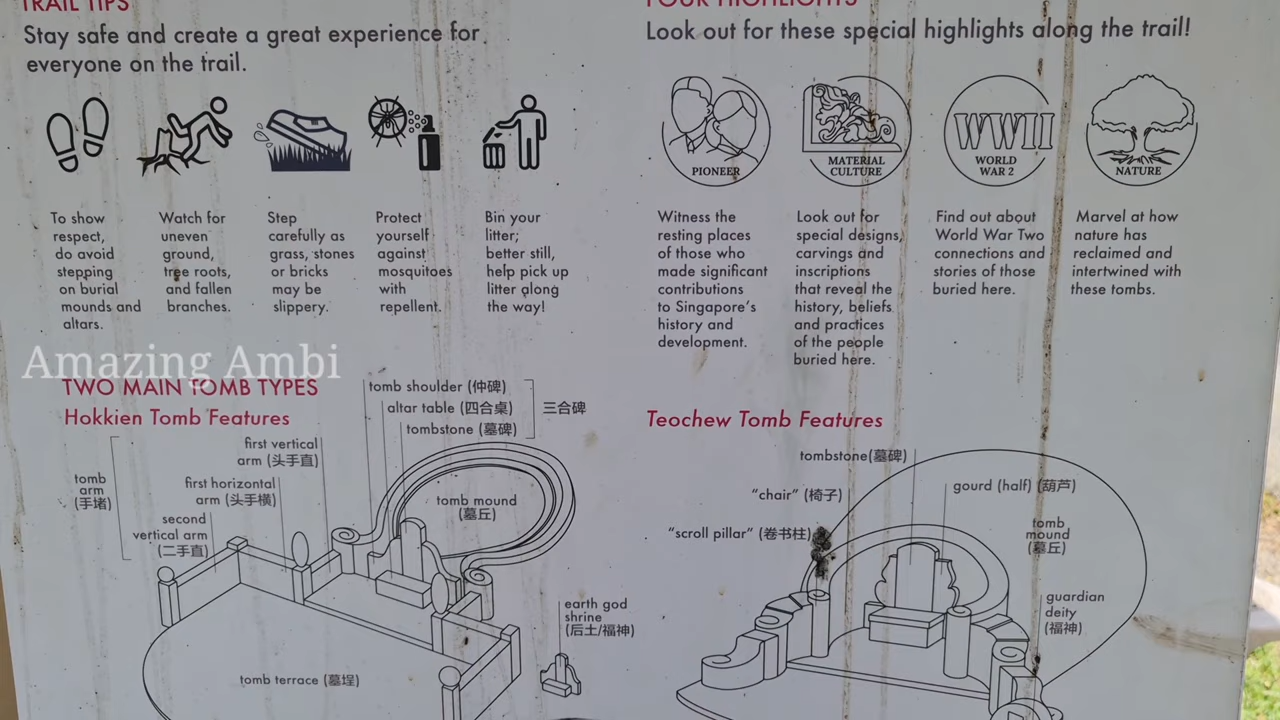 TRAIL TIPS
Stay safe and create a great experience for
everyone on the trail.
To show
respect,
do avoid
stepping
on burial
mounds and
altars.
Watch for
uneven
ground,
tree roots,
and fallen
branches.
Step
carefully as
grass, stones
or bricks
may be
slippery.
Protect
yourself
against
mosquitoes
with
repellent.
Bin your
litter;
better still,
help pick up
litter along
the way!
FOUR HIGHLIGHTS
Look out for these special highlights along the trail!
PIONEER
MATERIAL
CULTURE
WWII
WORLD
WAR 2
NATURE
Witness the
resting places
of those who
made significant
contributions
to Singapore's
history and
development.
Look out for
special designs,
carvings and
inscriptions
that reveal the
history, beliefs
and practices
of the people
buried here.
Find out about
World War Two
connections and
stories of those
buried here.
Marvel at how
nature has
reclaimed and
intertwined with
these tombs.
Amazing Ambi
TWO MAIN TOMB TYPES
Hokkien Tomb Features
tomb shoulder (仲碑)
altar table (四合桌)
tombstone (墓碑)
三合碑
first vertical
arm (头手直)
first horizontal
arm (头手横)
second
vertical arm
(二手直)
tomb
arm
(手堵)
tomb mound
(墓丘)
earth god
shrine
(后土/福神)
tomb terrace (墓埕)
Teochew Tomb Features
tombstone(墓碑)
"chair" (椅子)
"scroll pillar" (卷书柱)
gourd (half) (葫芦)
tomb
mound
(墓丘)
guardian
deity
(福神)